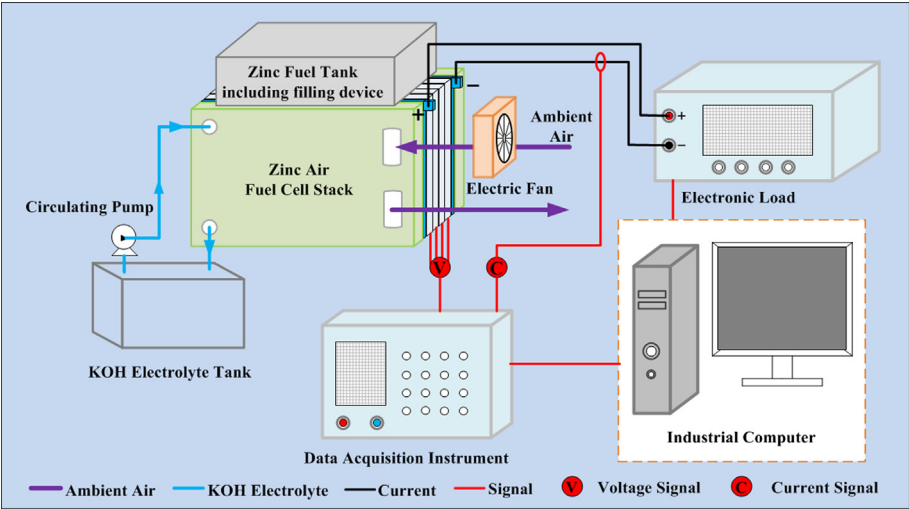 Zinc Fuel Tank
including filling device
+
−
Ambient
Air
+
−
Zinc Air
Fuel Cell Stack
Electric Fan
Electronic Load
Circulating Pump
V
C
KOH Electrolyte Tank
Industrial Computer
Data Acquisition Instrument
Ambient Air
KOH Electrolyte
Current
Signal
V
Voltage Signal
C
Current Signal